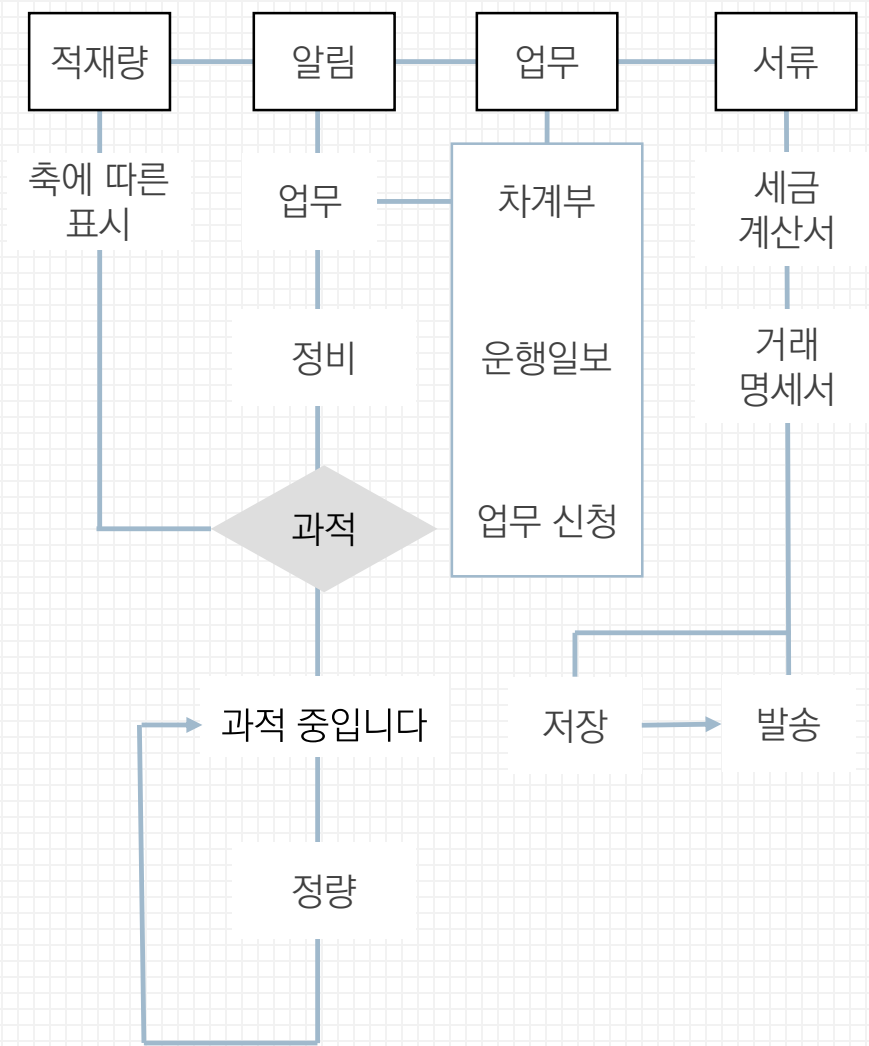 적재량
알림
업무
서류
축에 따른
표시
업무
차계부
세금
계산서
정비
운행일보
거래
명세서
과적
업무 신청
과적 중입니다
저장
발송
정량